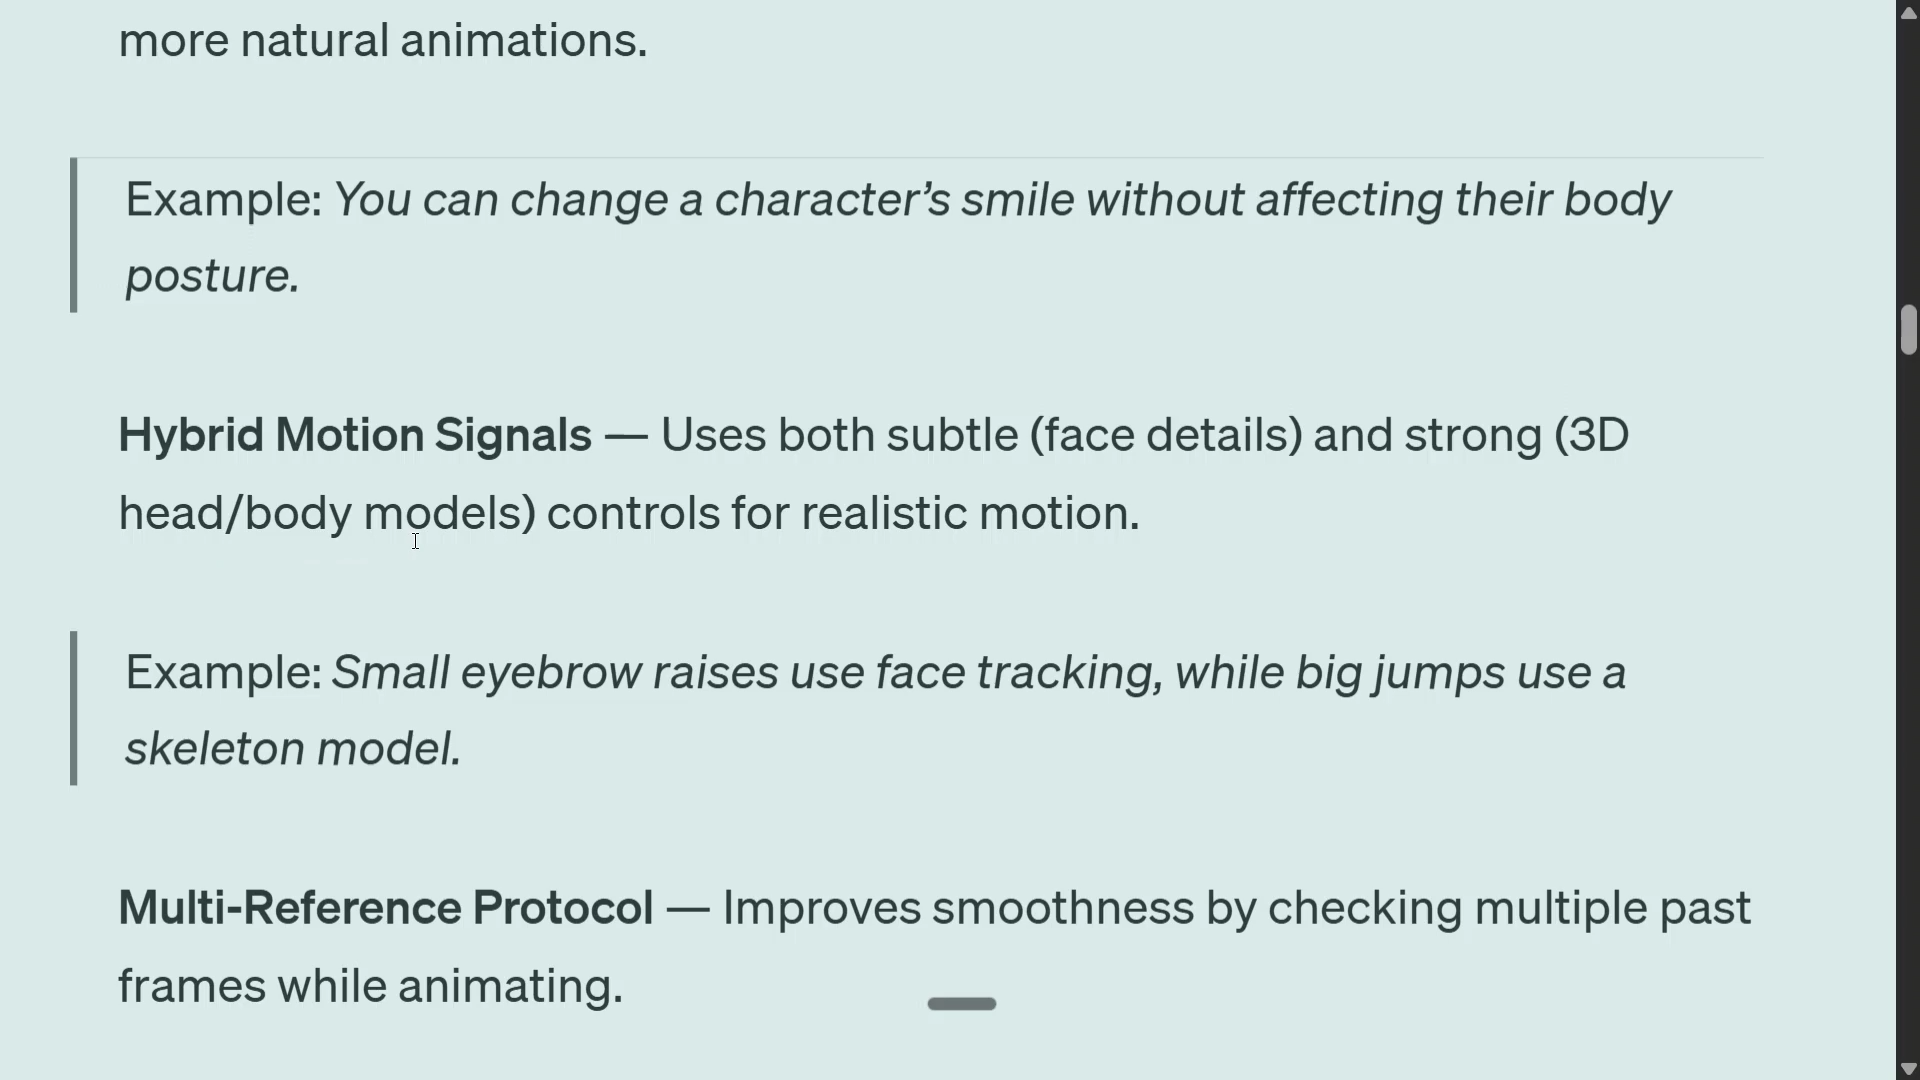 more natural animations.
Example: You can change a character’s smile without affecting their body
posture.
Hybrid Motion Signals — Uses both subtle (face details) and strong (3D
head/body models) controls for realistic motion.
Example: Small eyebrow raises use face tracking, while big jumps use a
skeleton model.
Multi-Reference Protocol — Improves smoothness by checking multiple past
frames while animating.